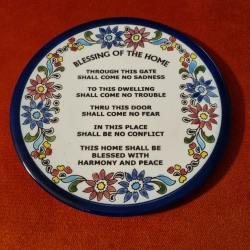 BLESSING OF THE HOME
THROUGH THIS GATE
SHALL COME NO SADNESS
TO THIS DWELLING
SHALL COME NO TROUBLE
THRU THIS DOOR
SHALL COME NO FEAR
IN THIS PLACE
SHALL BE NO CONFLICT
THIS HOME SHALL BE
BLESSED WITH
HARMONY AND PEACE